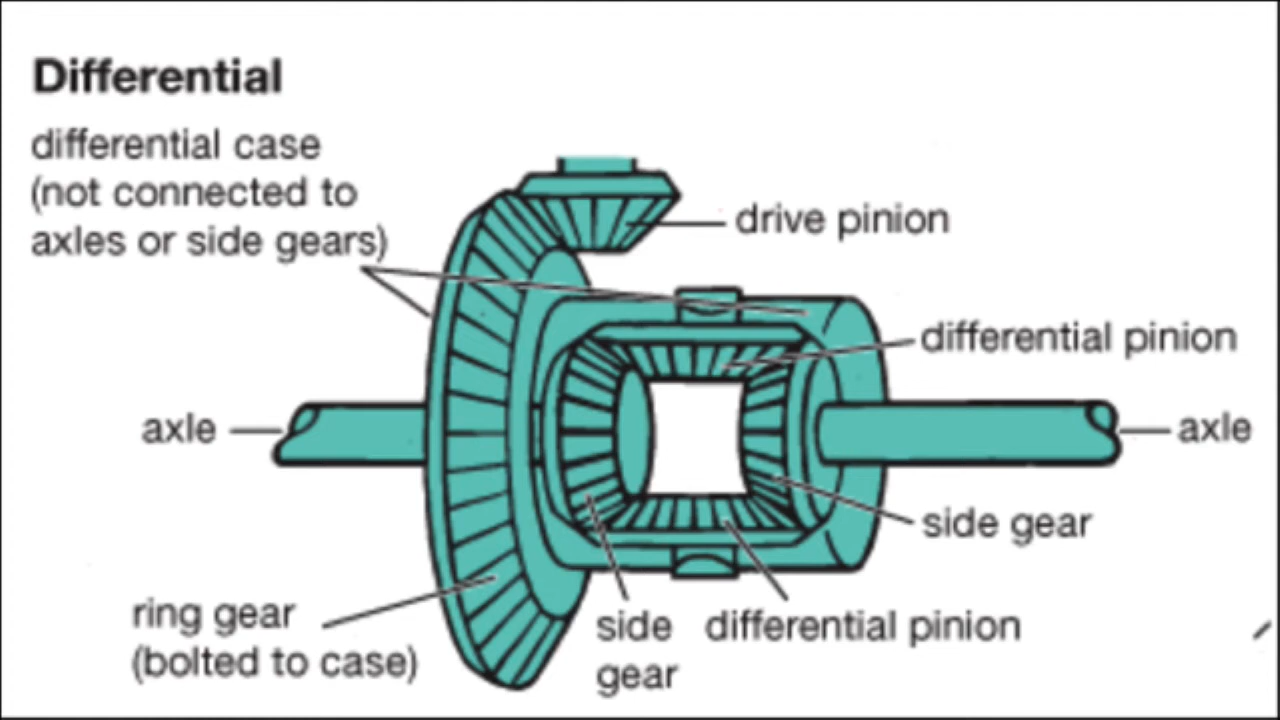 Differential
differential case
(not connected to
axles or side gears)
drive pinion
differential pinion
axle
axle
side gear
ring gear
(bolted to case)
side
gear
differential pinion